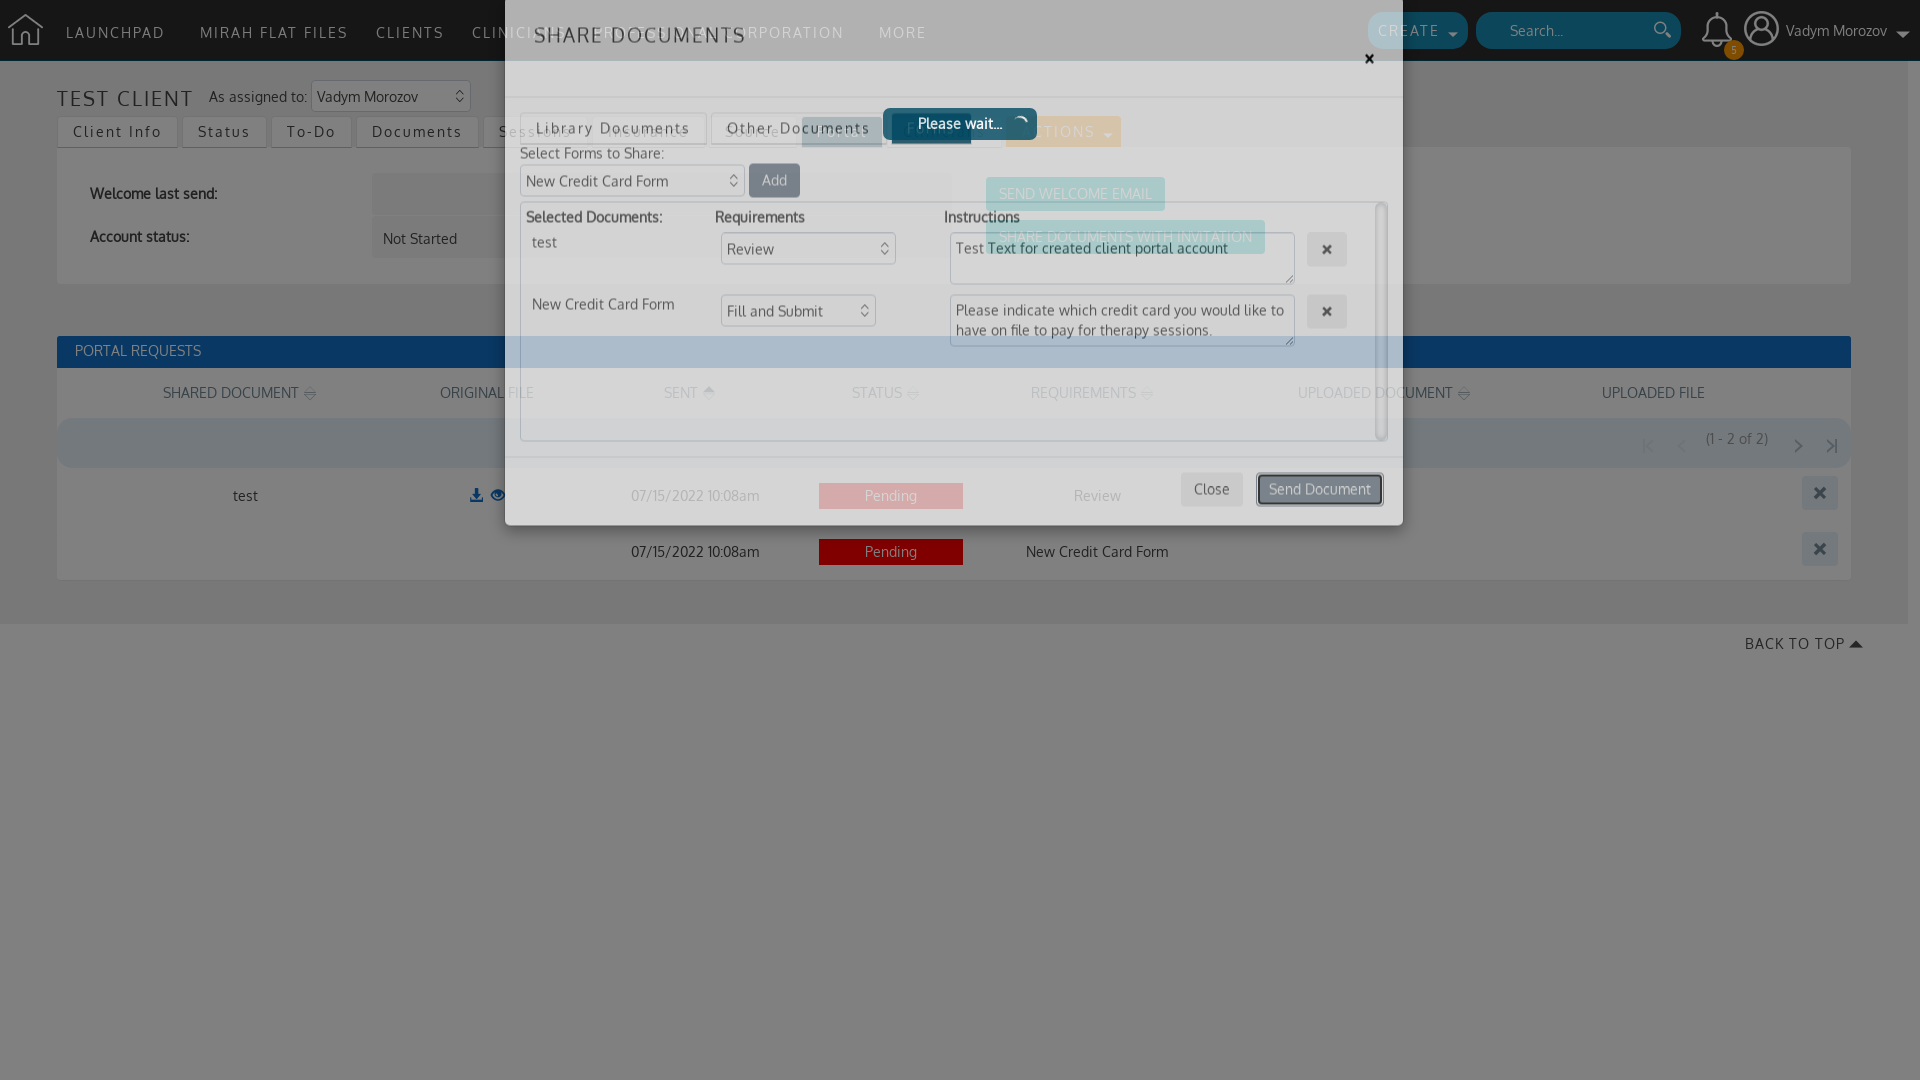 LAUNCHPAD MIRAH FLAT FILES CLIENTS MORE
CREATE Search... 5 Vadym Morozov
SHARE DOCUMENTS
×
TEST CLIENT As assigned to: Vadym Morozov
Client Info Status To-Do Documents
Library Documents Other Documents Please wait...
Select Forms to Share:
New Credit Card Form Add
Welcome last send:
SEND WELCOME EMAIL
Selected Documents: Requirements Instructions
Account status: Not Started
SHARE DOCUMENTS WITH INVITATION
test Review Test Text for created client portal account
New Credit Card Form Fill and Submit Please indicate which credit card you would like to
have on file to pay for therapy sessions.
PORTAL REQUESTS
SHARED DOCUMENT ORIGINAL FILE SENT STATUS REQUIREMENTS UPLOADED DOCUMENT UPLOADED FILE
(1 - 2 of 2)
Close Send Document
test 07/15/2022 10:08am Pending Review
07/15/2022 10:08am Pending New Credit Card Form
BACK TO TOP